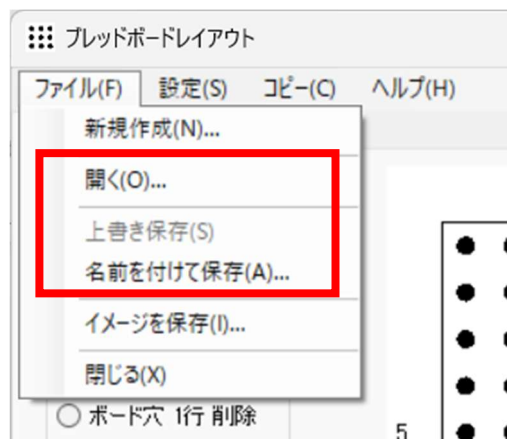 ブレッドボードレイアウト
ファイル(F) 設定(S) コピー(C) ヘルプ(H)
新規作成(N)...
開く(O)...
上書き保存(S)
名前を付けて保存(A)...
イメージを保存(I)...
閉じる(X)
ボード穴 1行 削除
5